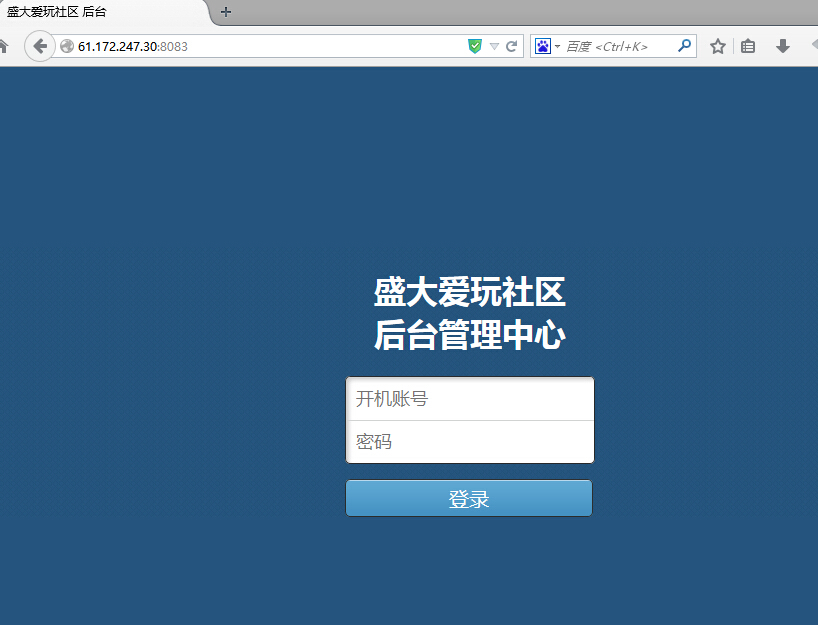 盛大爱玩社区 后台
61.172.247.30:8083
百度 <Ctrl+K>
盛大爱玩社区
后台管理中心
开机账号
密码
登录